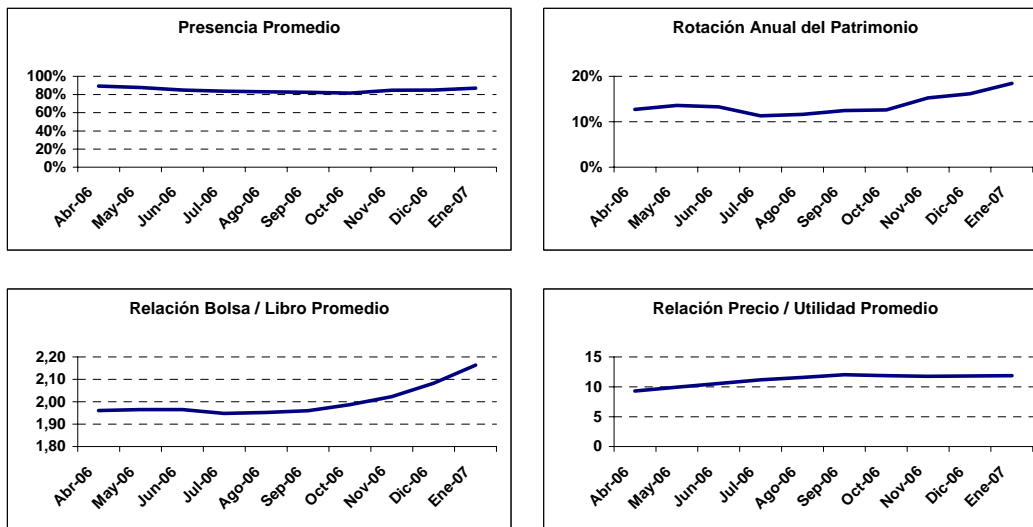 Presencia Promedio
100%
80%
60%
40%
20%
0%
Abr-06
May-06
Jun-06
Jul-06
Ago-06
Sep-06
Oct-06
Nov-06
Dic-06
Ene-07
Rotación Anual del Patrimonio
20%
10%
0%
Abr-06
May-06
Jun-06
Jul-06
Ago-06
Sep-06
Oct-06
Nov-06
Dic-06
Ene-07
Relación Bolsa / Libro Promedio
2,20
2,10
2,00
1,90
1,80
Abr-06
May-06
Jun-06
Jul-06
Ago-06
Sep-06
Oct-06
Nov-06
Dic-06
Ene-07
Relación Precio / Utilidad Promedio
15
10
5
0
Abr-06
May-06
Jun-06
Jul-06
Ago-06
Sep-06
Oct-06
Nov-06
Dic-06
Ene-07